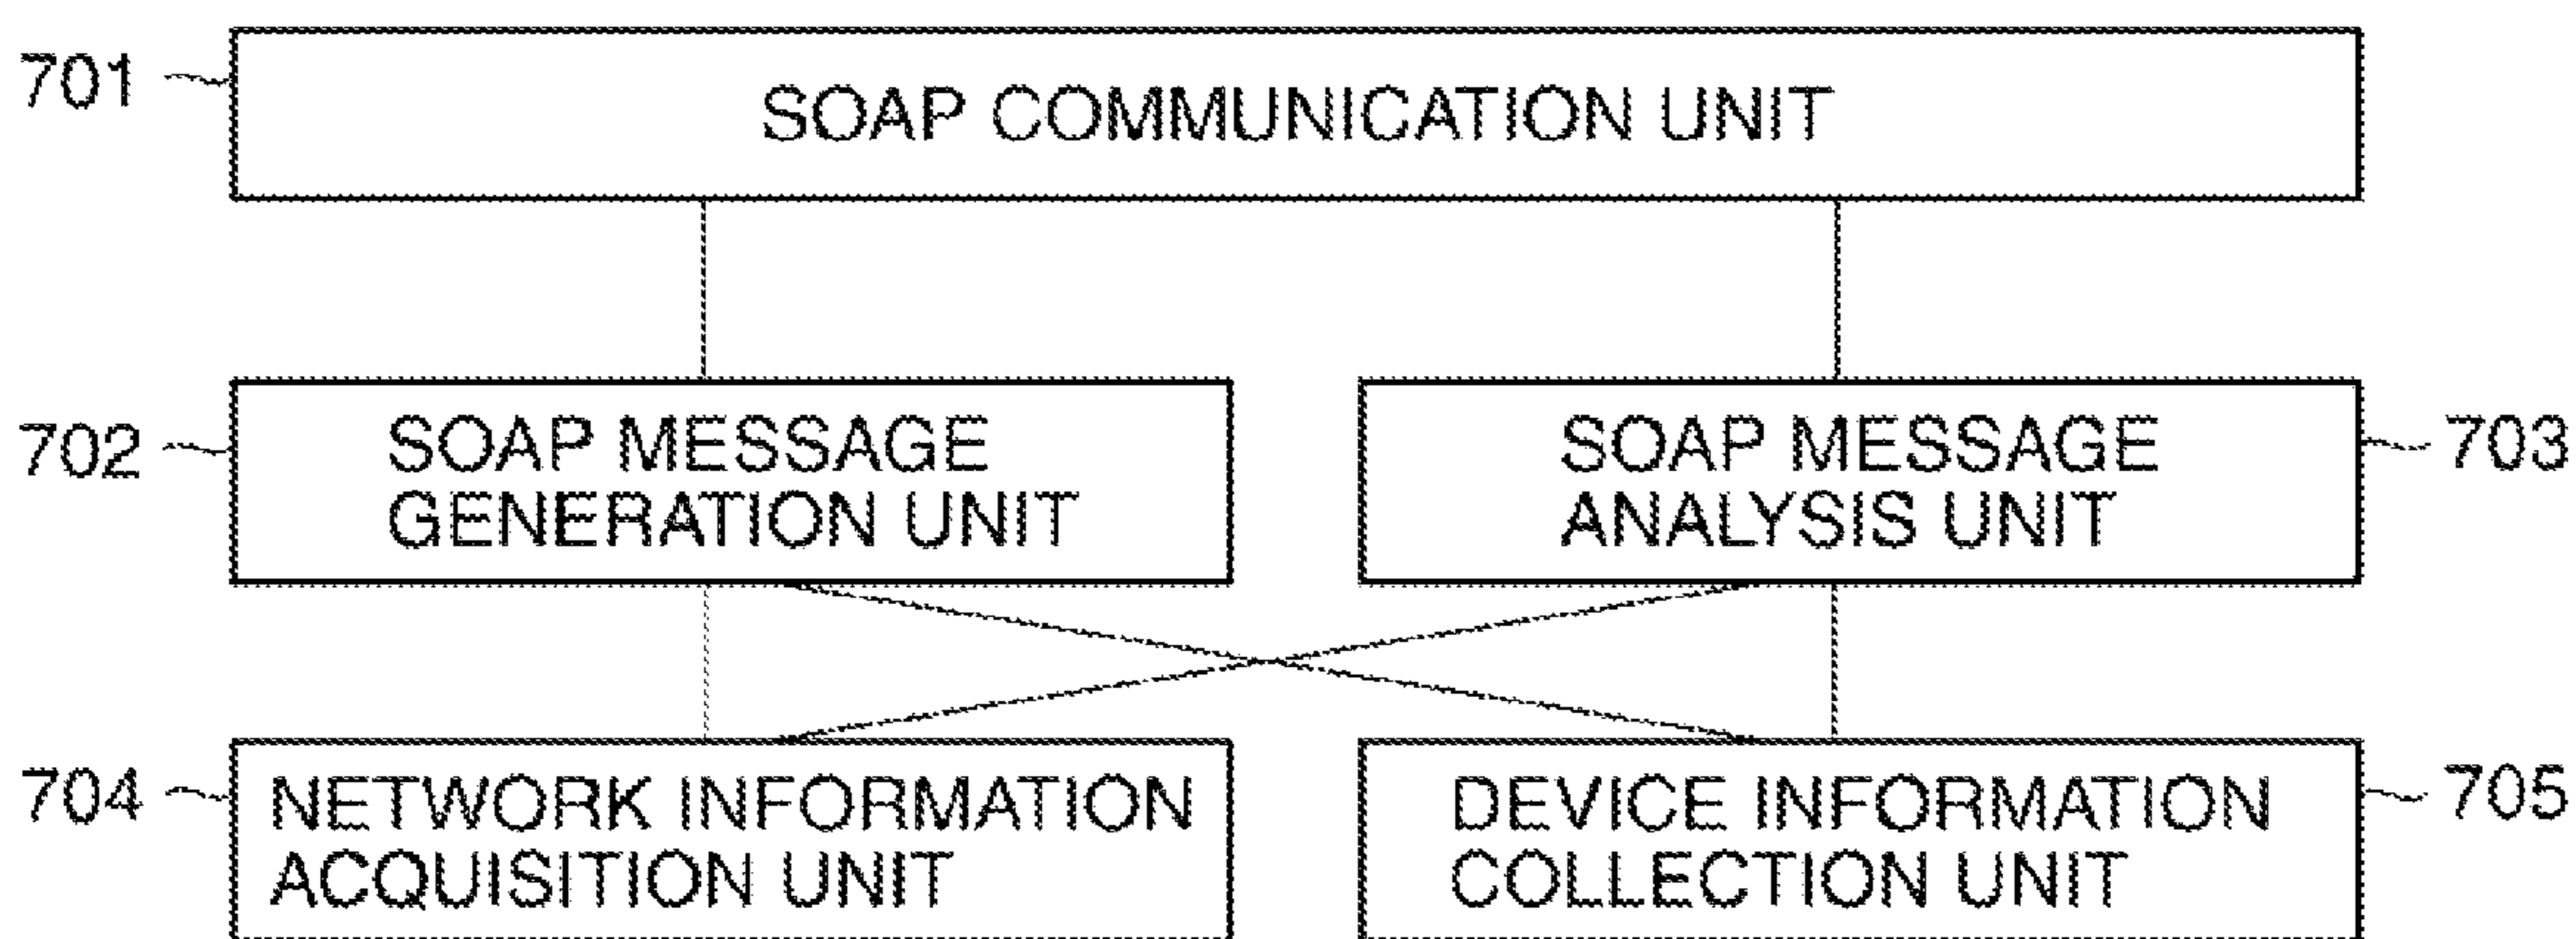 701
SOAP COMMUNICATION UNIT
702
SOAP MESSAGE
GENERATION UNIT
SOAP MESSAGE
ANALYSIS UNIT
703
704
NETWORK INFORMATION
ACQUISITION UNIT
DEVICE INFORMATION
COLLECTION UNIT
705